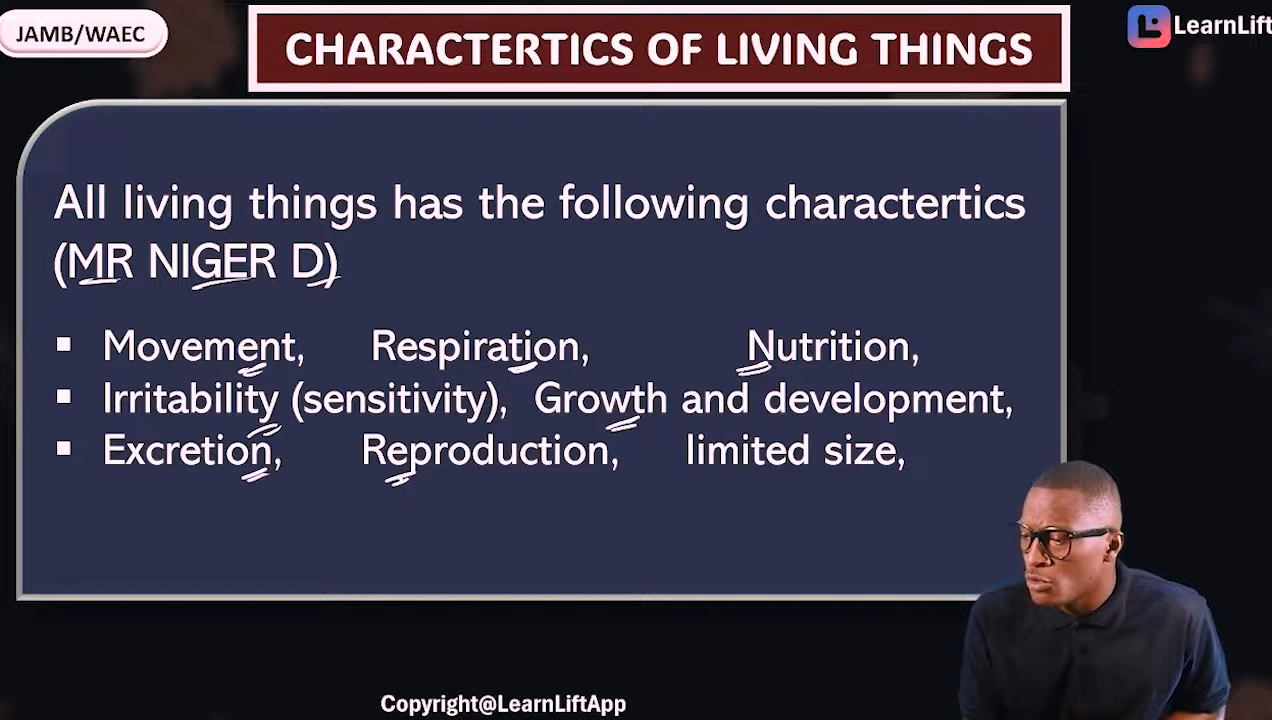 JAMB/WAEC
CHARACTERTICS OF LIVING THINGS
LearnLift
All living things has the following charactertics
(MR NIGER D)
▪ Movement, Respiration, Nutrition,
▪ Irritability (sensitivity), Growth and development,
▪ Excretion, Reproduction, limited size,
Copyright@LearnLiftApp